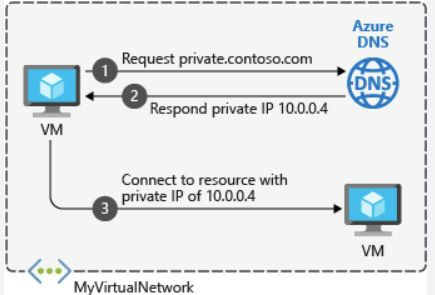 Azure
DNS
1
Request private.contoso.com
DNS
2
Respond private IP 10.0.0.4
VM
3
Connect to resource with
private IP of 10.0.0.4
VM
MyVirtualNetwork